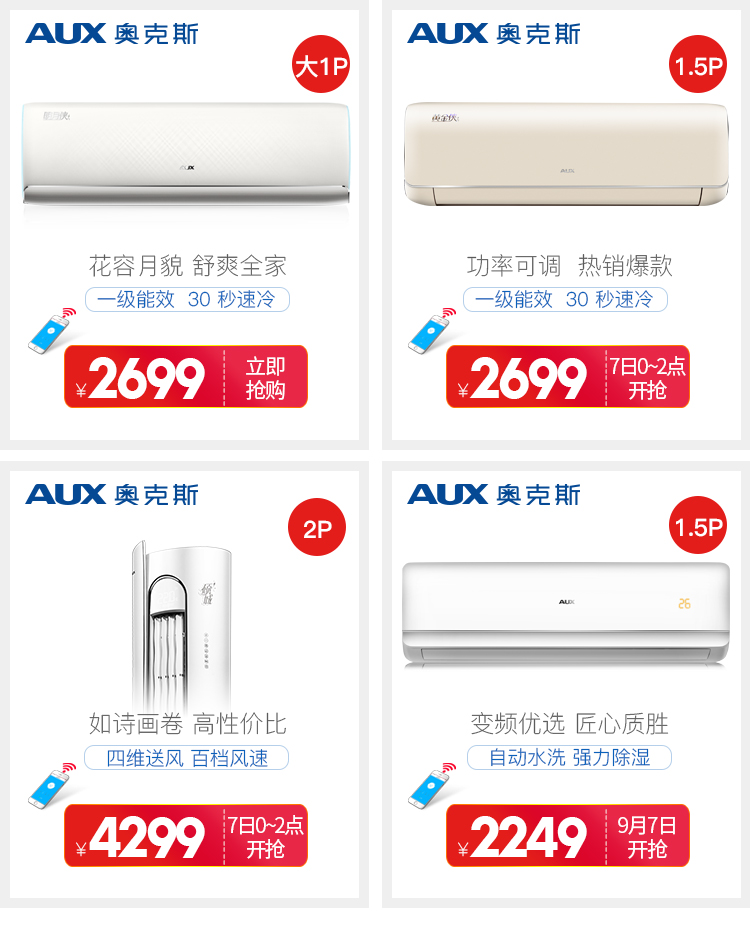 AUX 奥克斯
大1P
AUX
花容月貌 舒爽全家
一级能效 30 秒速冷
¥2699
立即
抢购
AUX 奥克斯
1.5P
黄金侠
AUX
功率可调 热销爆款
一级能效 30 秒速冷
¥2699
7日0~2点
开抢
AUX 奥克斯
2P
如诗画卷 高性价比
四维送风 百档风速
¥4299
7日0~2点
开抢
AUX 奥克斯
1.5P
AUX
26
变频优选 匠心质胜
自动水洗 强力除湿
¥2249
9月7日
开抢